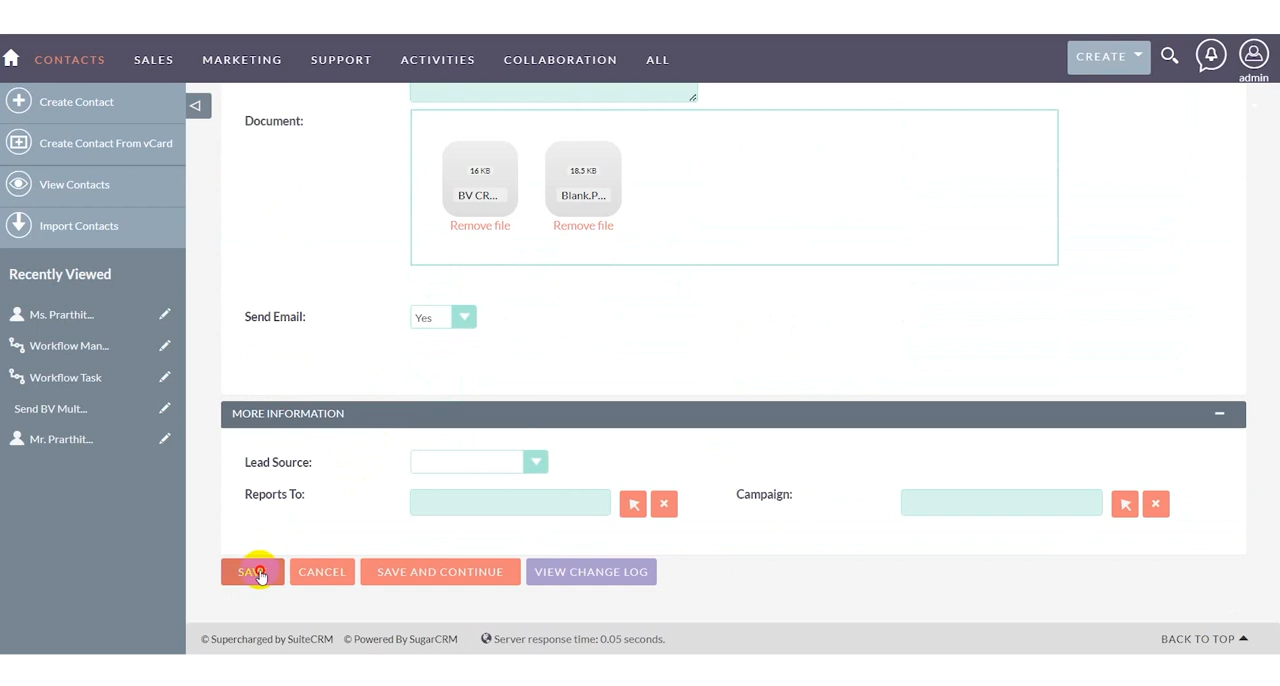 CONTACTS
SALES
MARKETING
SUPPORT
ACTIVITIES
COLLABORATION
ALL
CREATE
admin
Create Contact
Create Contact From vCard
View Contacts
Import Contacts
Recently Viewed
Ms. Prarthit...
Workflow Man...
Workflow Task
Send BV Mult...
Mr. Prarthit...
Document:
16 KB
BV CR...
Remove file
18.5 KB
Blank.P...
Remove file
Send Email:
Yes
MORE INFORMATION
Lead Source:
Reports To:
Campaign:
SAVE
CANCEL
SAVE AND CONTINUE
VIEW CHANGE LOG
© Supercharged by SuiteCRM
© Powered By SugarCRM
Server response time: 0.05 seconds.
BACK TO TOP